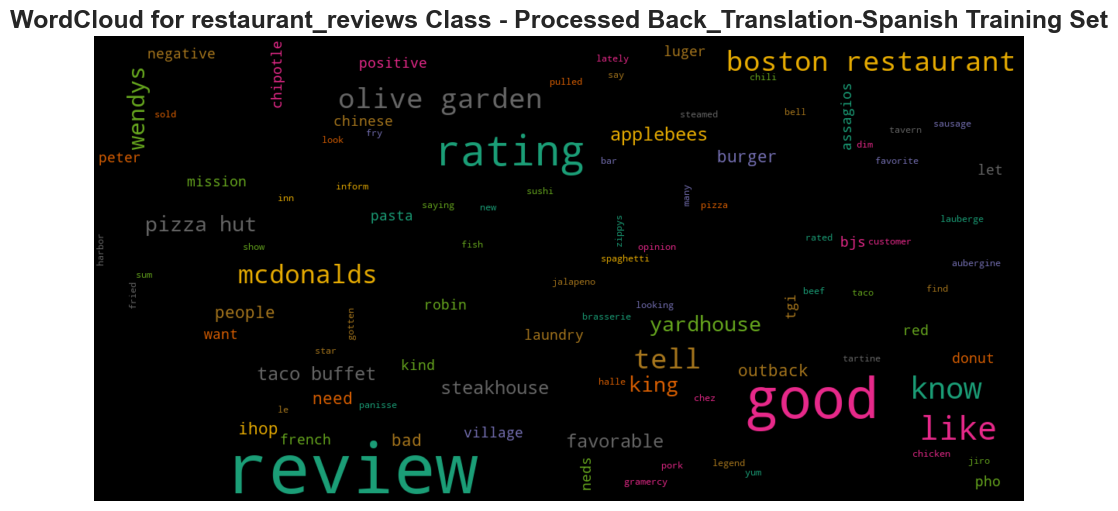 WordCloud for restaurant_reviews Class - Processed Back_Translation-Spanish Training Set
negative
chipotle
positive
lately
luger
boston restaurant
wendys
sold
pulled
say
chili
olive garden
chinese
fry
look
steamed
bell
assagios
sausage
tavern
applebees
rating
peter
bar
burger
dim
favorite
let
mission
inn
inform
sushi
many
pizza
saying
new
pasta
pizza hut
zippys
lauberge
harbor
show
fish
opinion
rated
bjs
customer
spaghetti
aubergine
sum
mcdonalds
jalapeno
fried
beef
taco
find
tgi
looking
robin
people
brasserie
gotten
yardhouse
want
laundry
red
star
tell
tartine
donut
kind
outback
taco buffet
steakhouse
halle
king
good
know
need
chez
le
panisse
ihop
village
like
french
bad
favorable
review
neds
pork
legend
chicken
jiro
yum
gramercy
pho